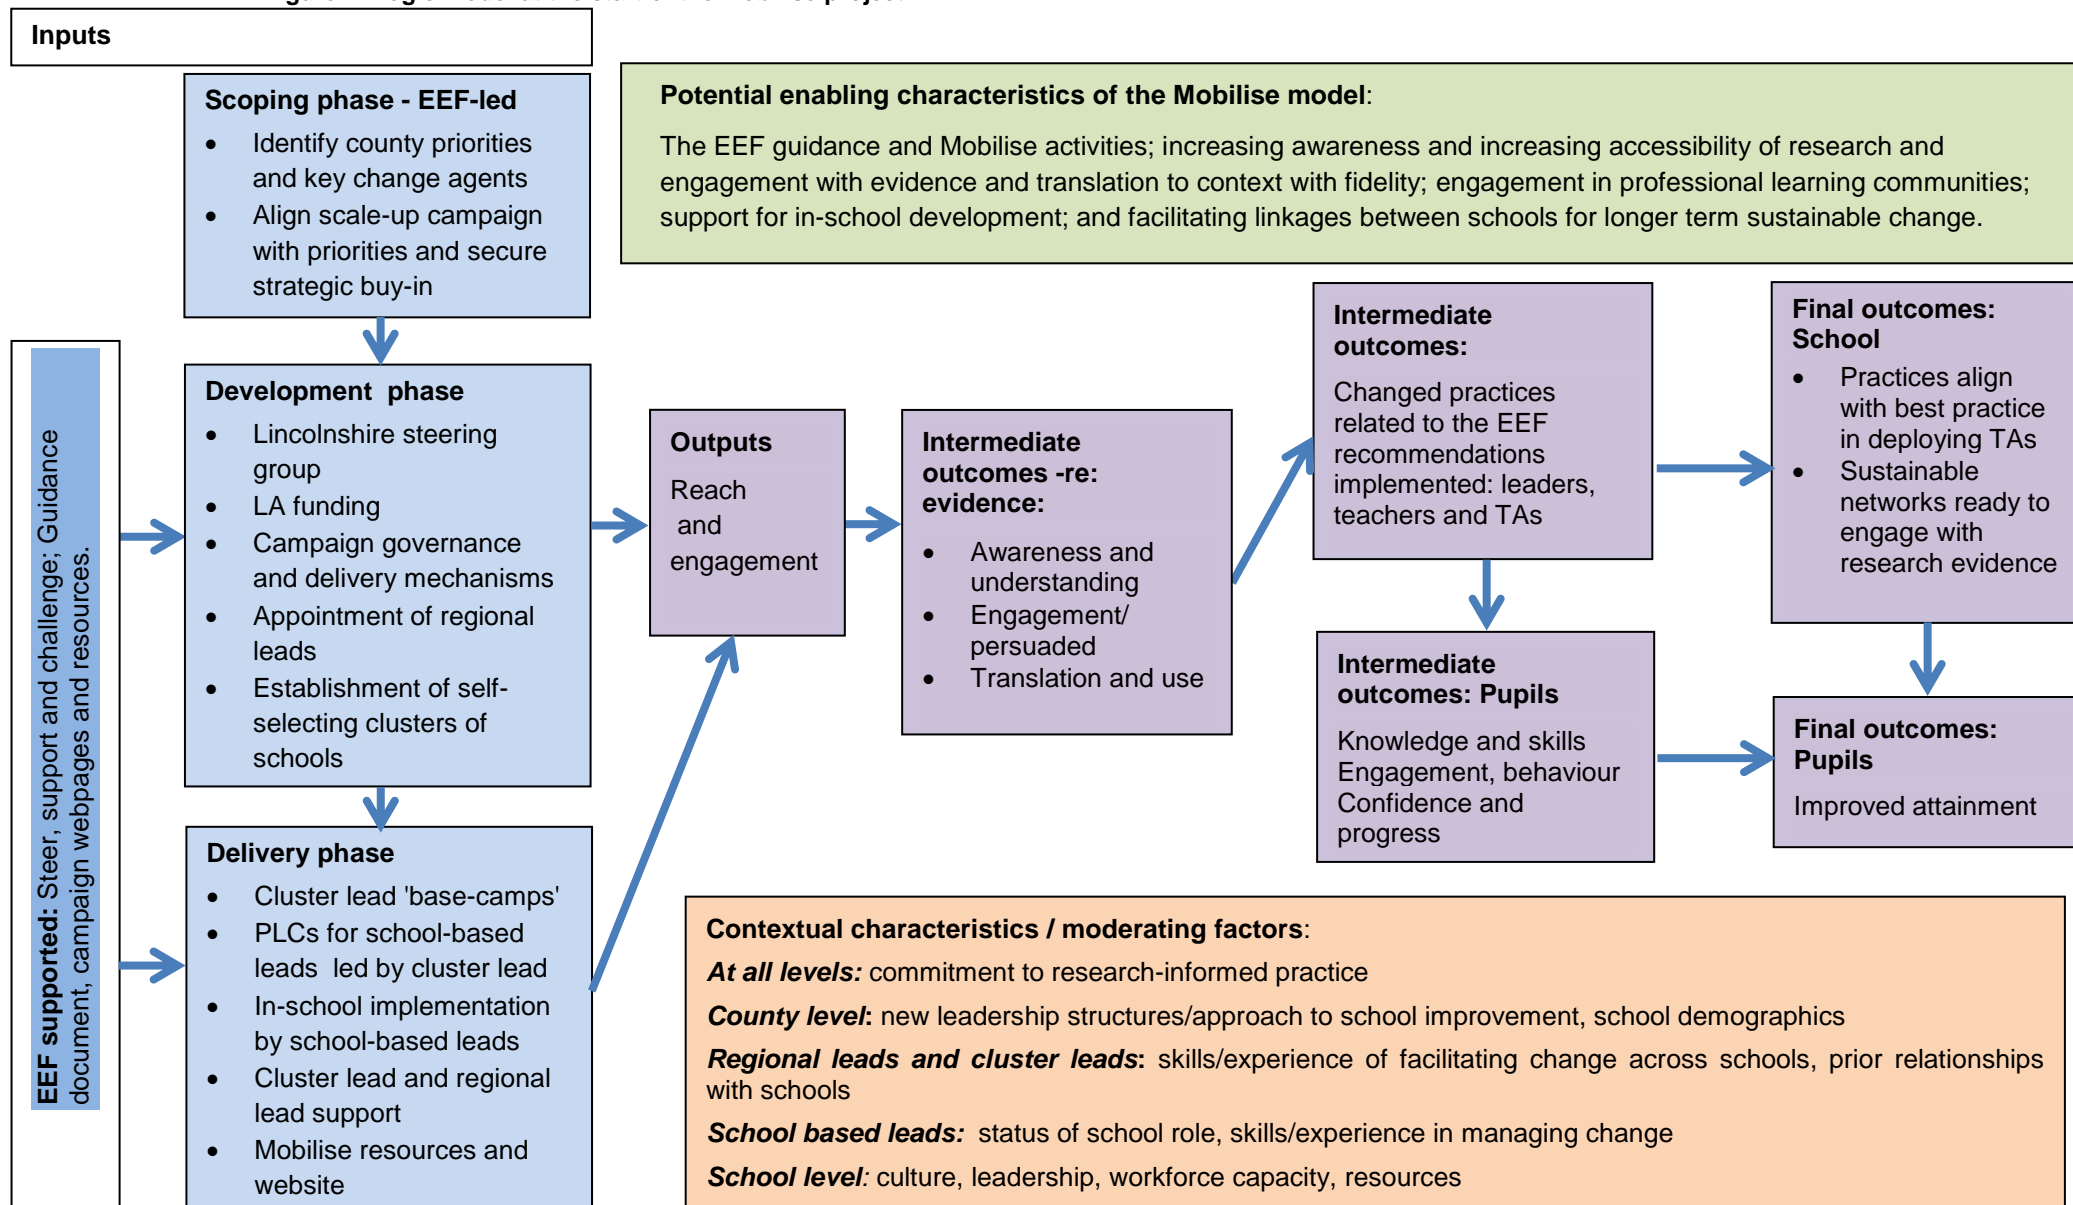 Figure 1: Logic model at the start of the Mobilise project
Inputs
Scoping phase - EEF-led
• Identify county priorities
and key change agents
• Align scale-up campaign
with priorities and secure
strategic buy-in
Potential enabling characteristics of the Mobilise model:
The EEF guidance and Mobilise activities; increasing awareness and increasing accessibility of research and
engagement with evidence and translation to context with fidelity; engagement in professional learning communities;
support for in-school development; and facilitating linkages between schools for longer term sustainable change.
EEF supported: Steer, support and challenge; Guidance
document, campaign webpages and resources.
Development phase
• Lincolnshire steering
group
• LA funding
• Campaign governance
and delivery mechanisms
• Appointment of regional
leads
• Establishment of self-
selecting clusters of
schools
Delivery phase
• Cluster lead 'base-camps'
• PLCs for school-based
leads led by cluster lead
• In-school implementation
by school-based leads
• Cluster lead and regional
lead support
• Mobilise resources and
website
Outputs
Reach
and
engagement
Intermediate
outcomes -re:
evidence:
• Awareness and
understanding
• Engagement/
persuaded
• Translation and use
Intermediate
outcomes:
Changed practices
related to the EEF
recommendations
implemented: leaders,
teachers and TAs
Intermediate
outcomes: Pupils
Knowledge and skills
Engagement, behaviour
Confidence and
progress
Final outcomes:
School
• Practices align
with best practice
in deploying TAs
• Sustainable
networks ready to
engage with
research evidence
Final outcomes:
Pupils
Improved attainment
Contextual characteristics / moderating factors:
At all levels: commitment to research-informed practice
County level: new leadership structures/approach to school improvement, school demographics
Regional leads and cluster leads: skills/experience of facilitating change across schools, prior relationships
with schools
School based leads: status of school role, skills/experience in managing change
School level: culture, leadership, workforce capacity, resources